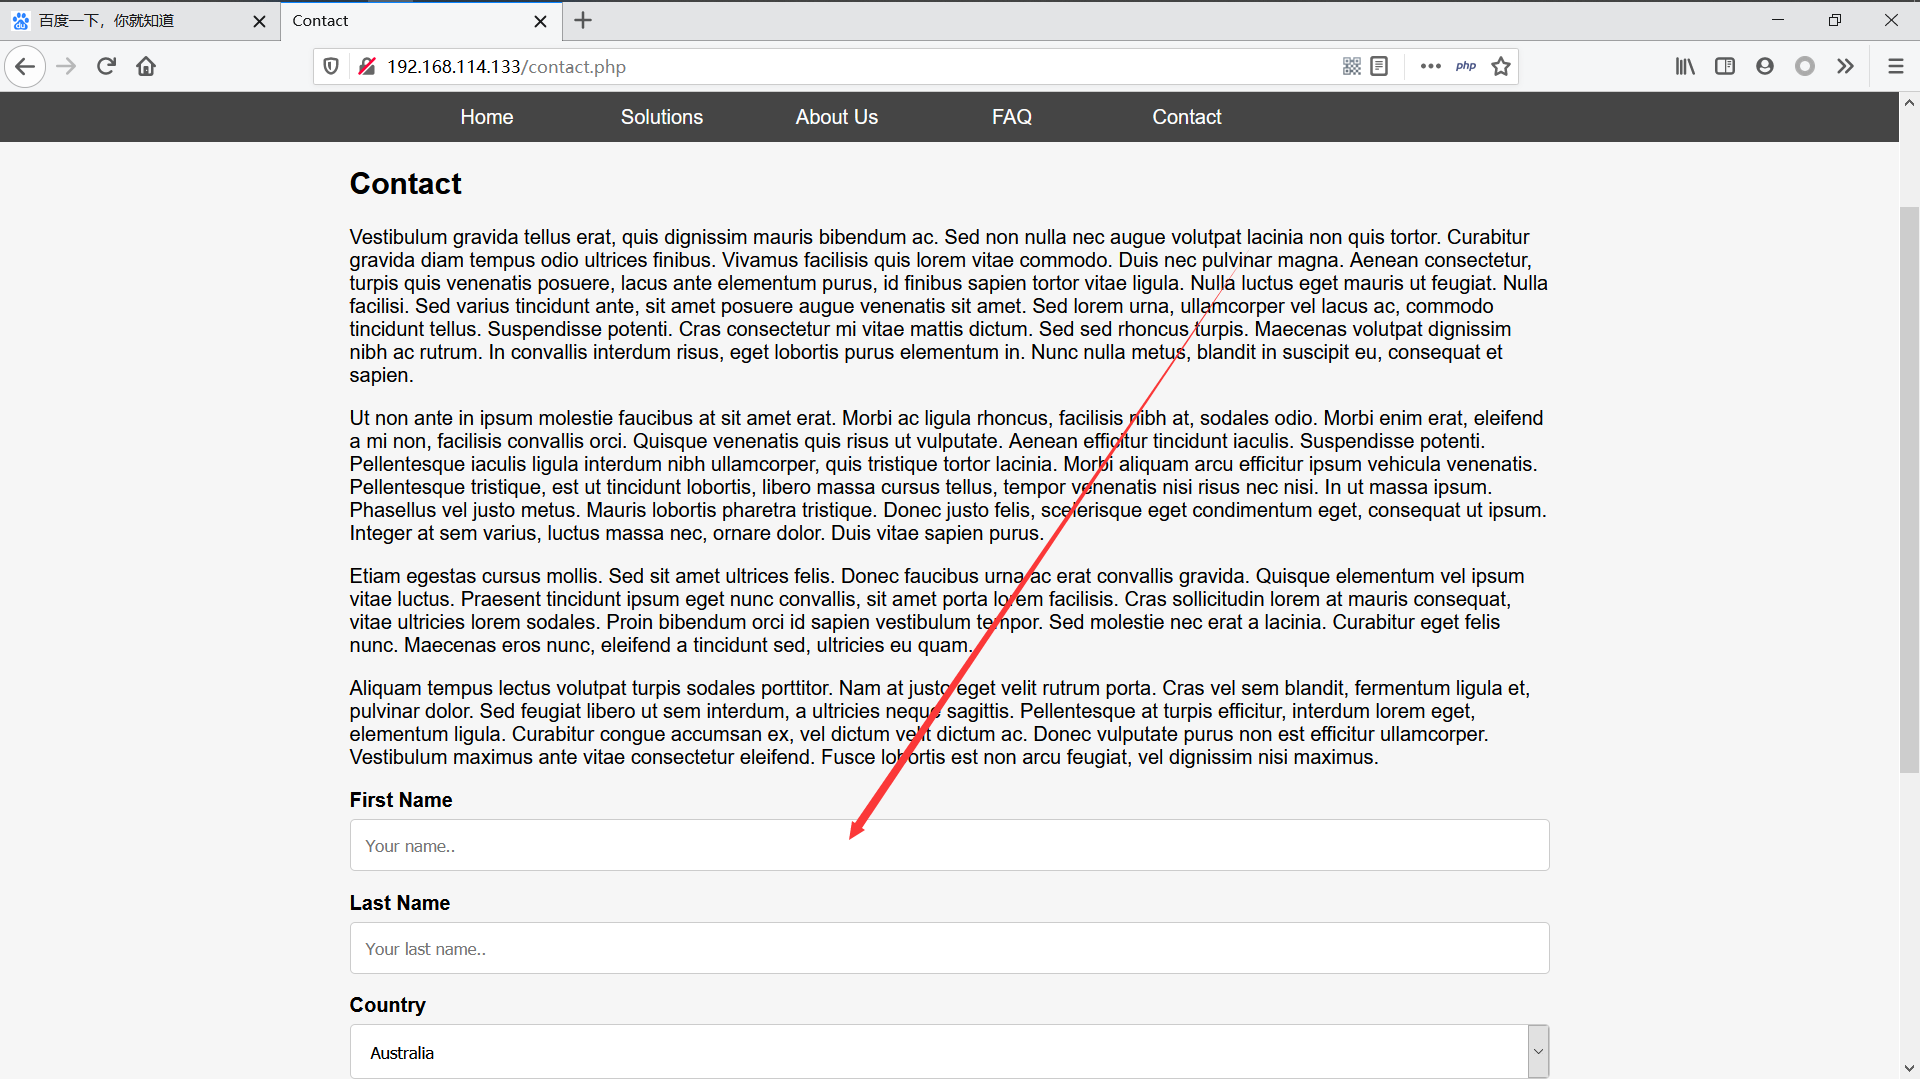 百度一下，你就知道
Contact
192.168.114.133/contact.php
php
Home Solutions About Us FAQ Contact
Contact
Vestibulum gravida tellus erat, quis dignissim mauris bibendum ac. Sed non nulla nec augue volutpat lacinia non quis tortor. Curabitur
gravida diam tempus odio ultrices finibus. Vivamus facilisis quis lorem vitae commodo. Duis nec pulvinar magna. Aenean consectetur,
turpis quis venenatis posuere, lacus ante elementum purus, id finibus sapien tortor vitae ligula. Nulla luctus eget mauris ut feugiat. Nulla
facilisi. Sed varius tincidunt ante, sit amet posuere augue venenatis sit amet. Sed lorem urna, ullamcorper vel lacus ac, commodo
tincidunt tellus. Suspendisse potenti. Cras consectetur mi vitae mattis dictum. Sed sed rhoncus turpis. Maecenas volutpat dignissim
nibh ac rutrum. In convallis interdum risus, eget lobortis purus elementum in. Nunc nulla metus, blandit in suscipit eu, consequat et
sapien.
Ut non ante in ipsum molestie faucibus at sit amet erat. Morbi ac ligula rhoncus, facilisis nibh at, sodales odio. Morbi enim erat, eleifend
a mi non, facilisis convallis orci. Quisque venenatis quis risus ut vulputate. Aenean efficitur tincidunt iaculis. Suspendisse potenti.
Pellentesque iaculis ligula interdum nibh ullamcorper, quis tristique tortor lacinia. Morbi aliquam arcu efficitur ipsum vehicula venenatis.
Pellentesque tristique, est ut tincidunt lobortis, libero massa cursus tellus, tempor venenatis nisi risus nec nisi. In ut massa ipsum.
Phasellus vel justo metus. Mauris lobortis pharetra tristique. Donec justo felis, scelerisque eget condimentum eget, consequat ut ipsum.
Integer at sem varius, luctus massa nec, ornare dolor. Duis vitae sapien purus.
Etiam egestas cursus mollis. Sed sit amet ultrices felis. Donec faucibus urna ac erat convallis gravida. Quisque elementum vel ipsum
vitae luctus. Praesent tincidunt ipsum eget nunc convallis, sit amet porta lorem facilisis. Cras sollicitudin lorem at mauris consequat,
vitae ultricies lorem sodales. Proin bibendum orci id sapien vestibulum tempor. Sed molestie nec erat a lacinia. Curabitur eget felis
nunc. Maecenas eros nunc, eleifend a tincidunt sed, ultricies eu quam.
Aliquam tempus lectus volutpat turpis sodales porttitor. Nam at justo eget velit rutrum porta. Cras vel sem blandit, fermentum ligula et,
pulvinar dolor. Sed feugiat libero ut sem interdum, a ultricies neque sagittis. Pellentesque at turpis efficitur, interdum lorem eget,
elementum ligula. Curabitur congue accumsan ex, vel dictum velit dictum ac. Donec vulputate purus non est efficitur ullamcorper.
Vestibulum maximus ante vitae consectetur eleifend. Fusce lobortis est non arcu feugiat, vel dignissim nisi maximus.
First Name
Your name..
Last Name
Your last name..
Country
Australia